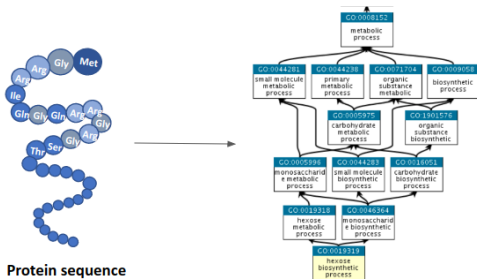 Arg Gly Met
Arg
Ile
Gln Gly Gln Arg Arg
Gly
Thr Ser Gly Arg
Protein sequence
GO:0008152
metabolic
process
GO:0044281
small molecule
metabolic
process
GO:0044238
primary
metabolic
process
GO:0071704
organic
substance
metabolic
GO:0009058
biosynthetic
process
GO:0005975
carbohydrate
metabolic
process
GO:1901576
organic
substance
biosynthetic
GO:0005996
monosaccharid
e metabolic
process
GO:0044283
small molecule
biosynthetic
process
GO:0016051
carbohydrate
biosynthetic
process
GO:0019318
hexose
metabolic
process
GO:0046364
monosaccharid
e biosynthetic
process
GO:0019319
hexose
biosynthetic
process